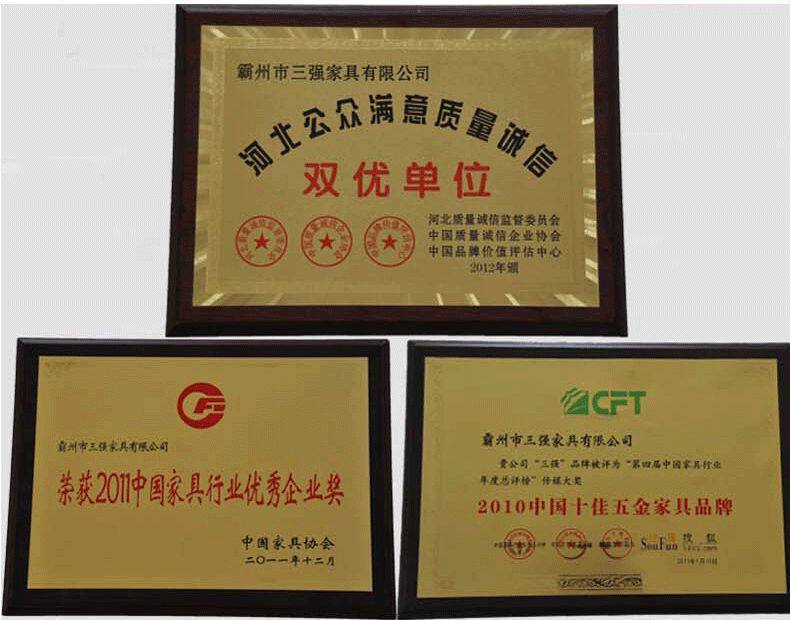 霸州市三强家具有限公司
河北公众满意质量诚信
双优单位
河北质量诚信监督委员会
中国质量诚信企业协会
中国品牌价值评估中心
2012年颁
霸州市三强家具有限公司
荣获2011中国家具行业优秀企业奖
中国家具协会
二〇一一年十二月
CFT
霸州市三强家具有限公司
贵公司“三强”品牌被评为“第四届中国家具行业
年度总评榜”传媒大奖
2010中国十佳五金家具品牌
SouFun 搜狐